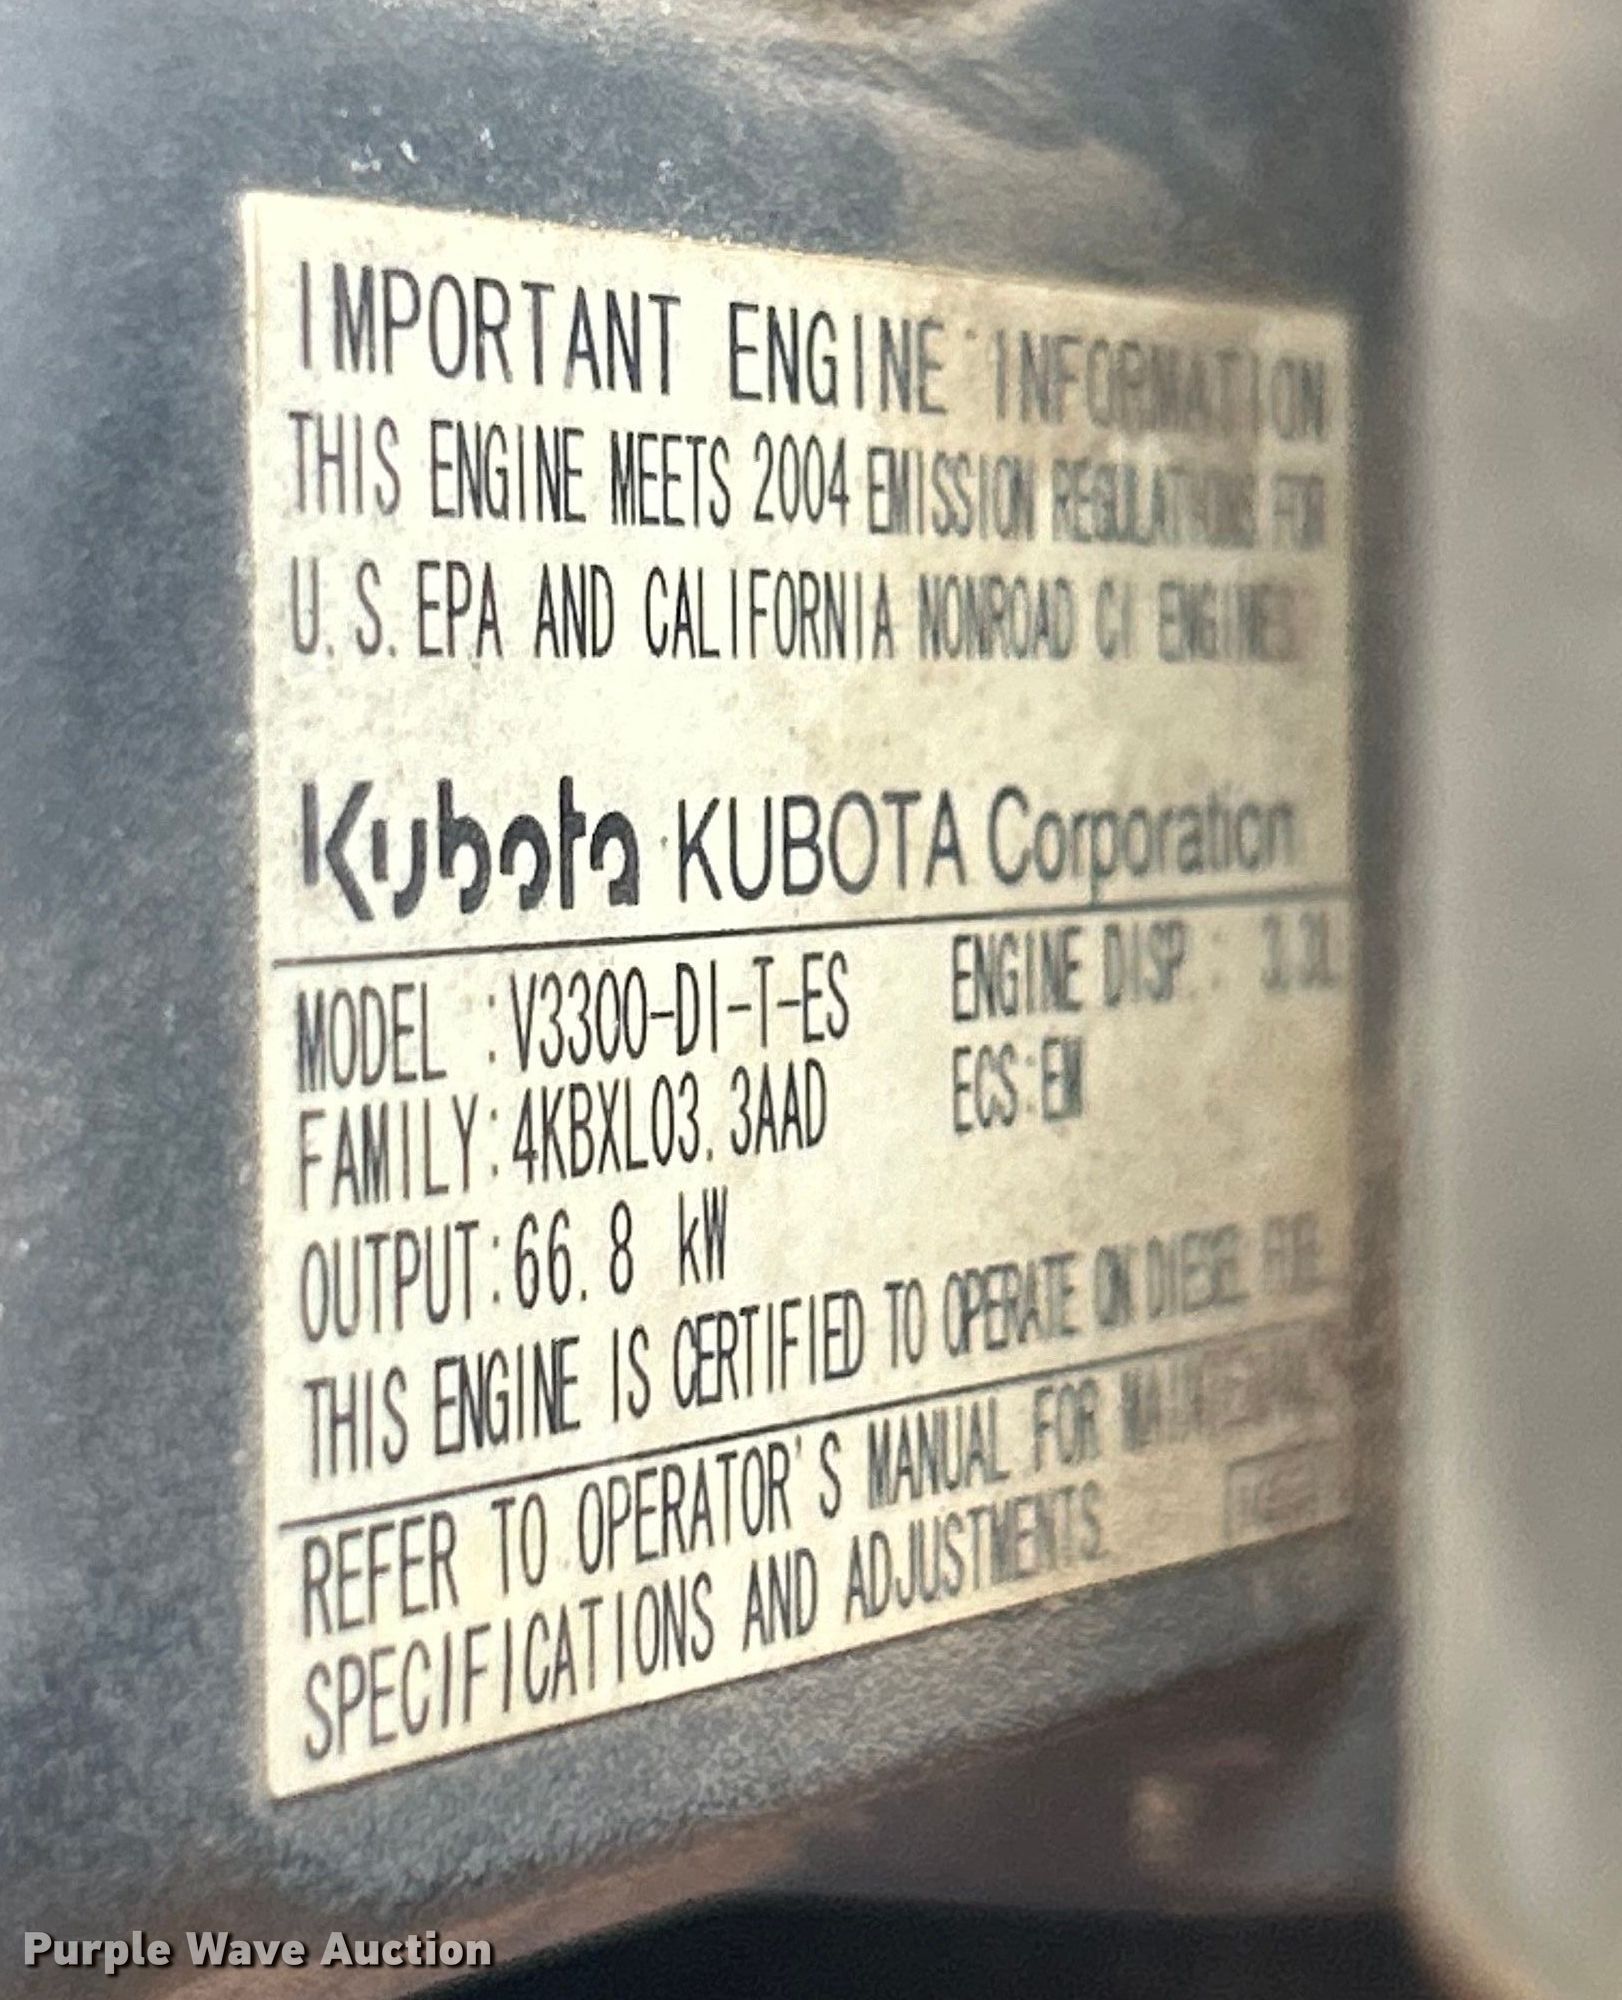 IMPORTANT ENGINE INFORMATION
THIS ENGINE MEETS 2004 EMISSION REGULATIONS FOR
U.S. EPA AND CALIFORNIA NONROAD CI ENGINES
Kubota KUBOTA Corporation
MODEL :V3300-DI-T-ES ENGINE DISP.: 3.3L
FAMILY:4KBXL03.3AAD ECS:EM
OUTPUT:66.8 kW
THIS ENGINE IS CERTIFIED TO OPERATE ON DIESEL FUEL
REFER TO OPERATOR'S MANUAL FOR MAINTENANCE
SPECIFICATIONS AND ADJUSTMENTS.
Purple Wave Auction